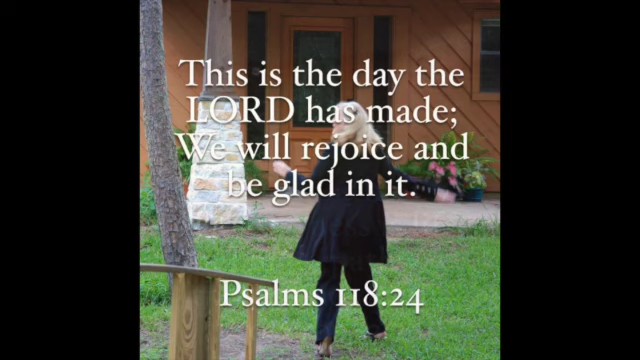 This is the day the
LORD has made;
We will rejoice and
be glad in it.
Psalms 118:24